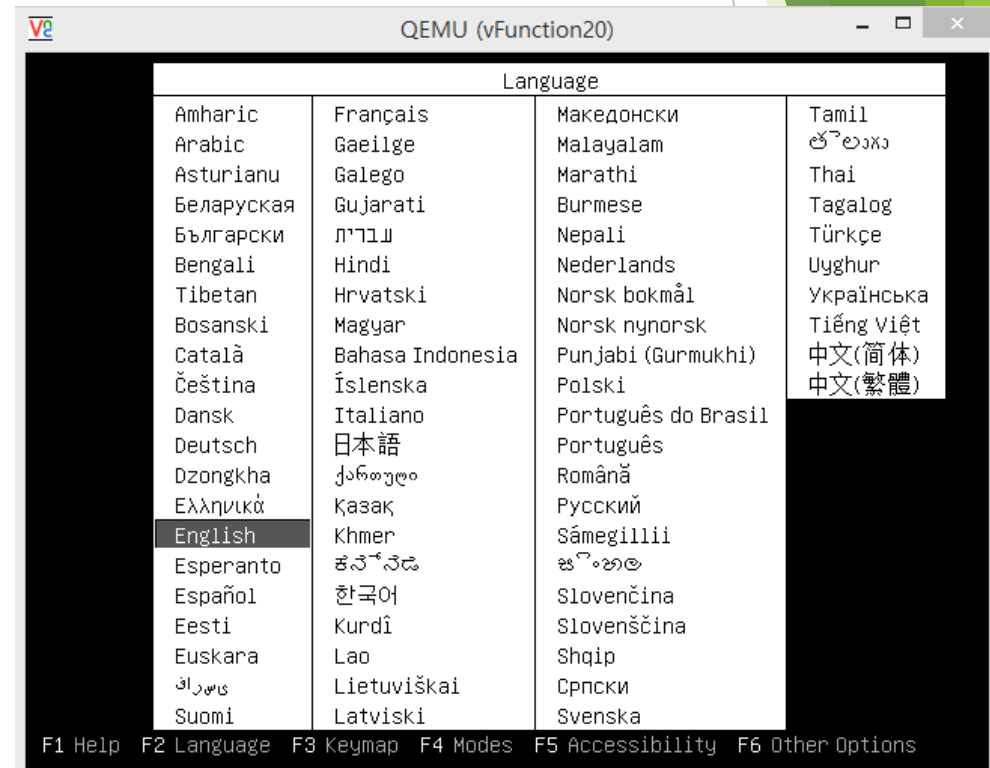 QEMU (vFunction20)
Language
Amharic
Arabic
Asturianu
Беларуская
Български
Bengali
Tibetan
Bosanski
Català
Čeština
Dansk
Deutsch
Dzongkha
Ελληνικά
English
Esperanto
Español
Eesti
Euskara
فارسی
Suomi
Français
Gaeilge
Galego
Gujarati
עברית
Hindi
Hrvatski
Magyar
Bahasa Indonesia
Íslenska
Italiano
日本語
ქართული
Қазақ
Khmer
ಕನ್ನಡ
한국어
Kurdî
Lao
Lietuviškai
Latviski
Македонски
Malayalam
Marathi
Burmese
Nepali
Nederlands
Norsk bokmål
Norsk nynorsk
Punjabi (Gurmukhi)
Polski
Português do Brasil
Português
Română
Русский
Sámegillii
සිංහල
Slovenčina
Slovenščina
Shqip
Српски
Svenska
Tamil
తెలుగు
Thai
Tagalog
Türkçe
Uyghur
Українська
Tiếng Việt
中文(简体)
中文(繁體)
F1 Help F2 Language F3 Keymap F4 Modes F5 Accessibility F6 Other Options